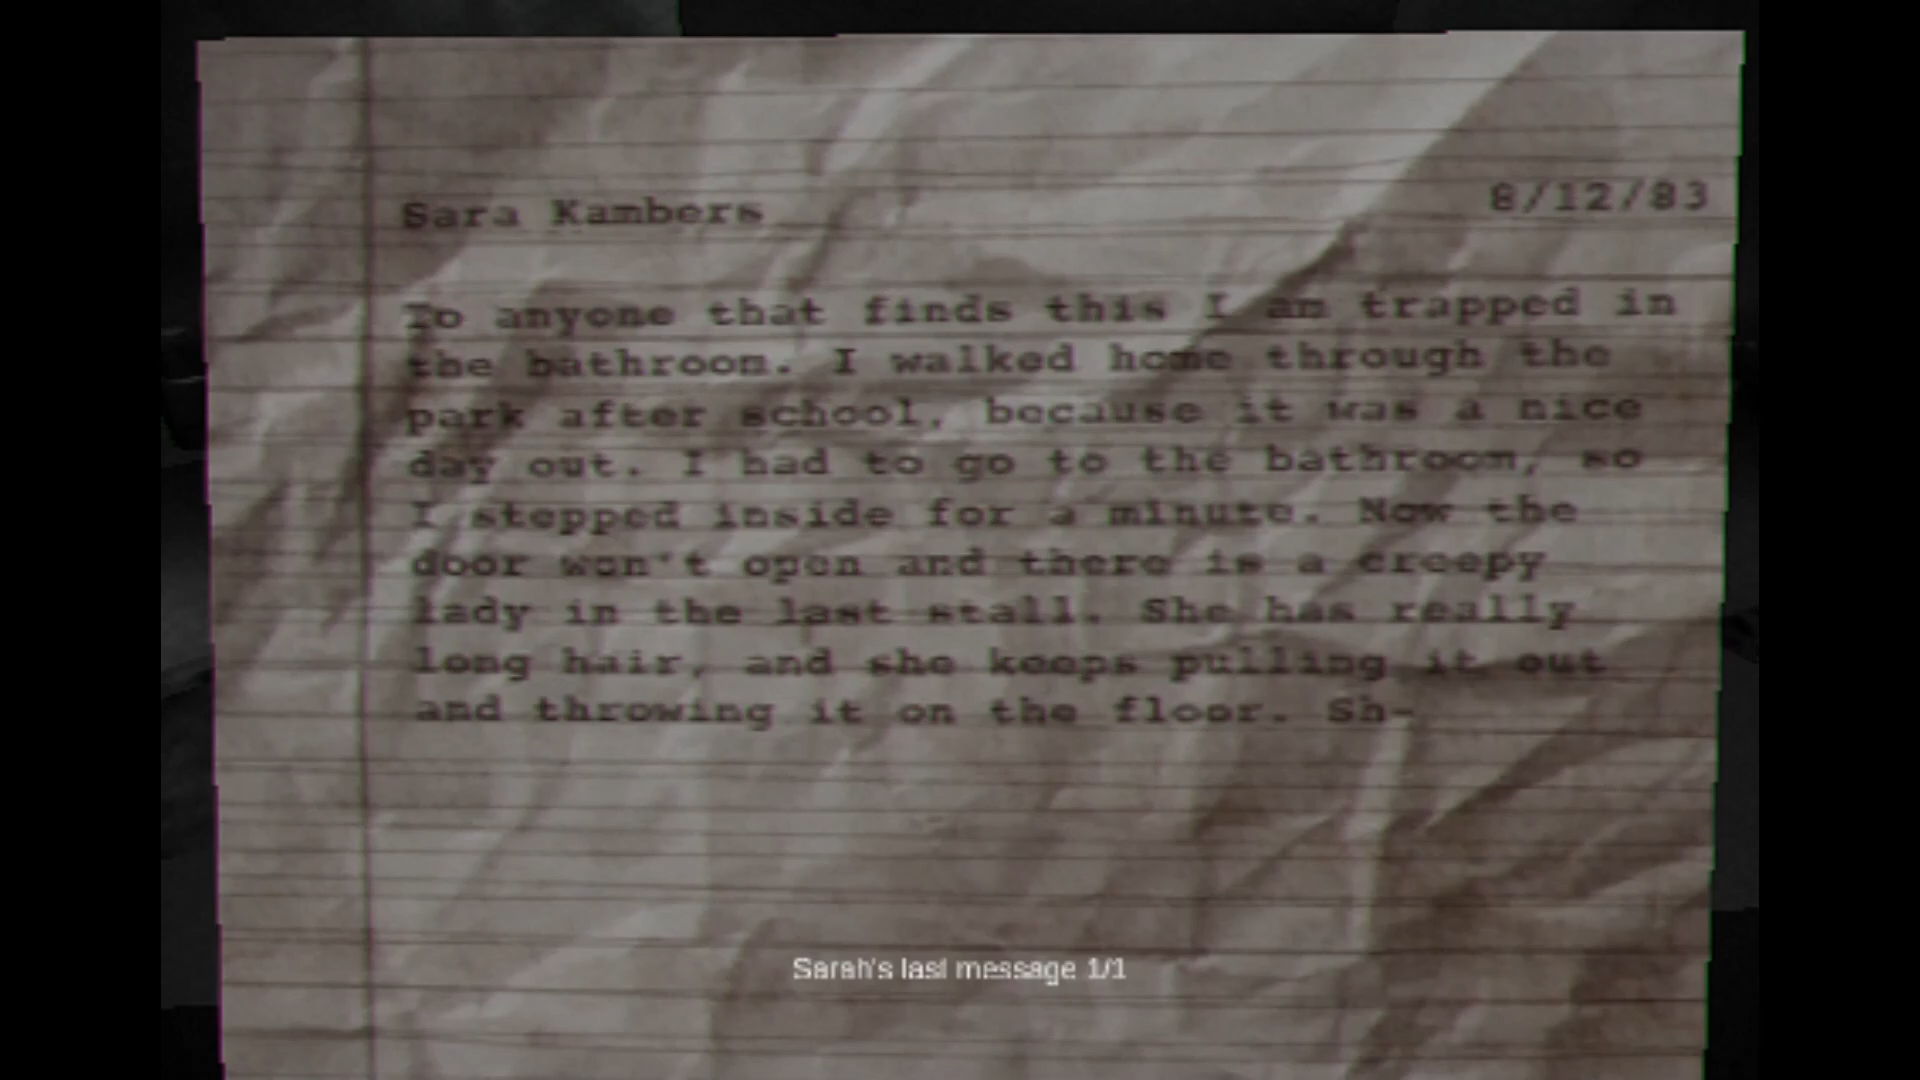 Sara Kambers
8/12/83
To anyone that finds this I am trapped in
the bathroom. I walked home through the
park after school, because it was a nice
day out. I had to go to the bathroom, so
I stepped inside for a minute. Now the
door won't open and there is a creepy
lady in the last stall. She has really
long hair, and she keeps pulling it out
and throwing it on the floor. Sh-
Sarah's last message 1/1